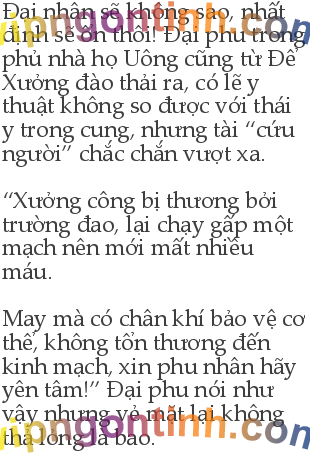 Đại nhân sẽ không sao, nhất
định sẽ ổn thôi! Đại phu trong
phủ nhà họ Uông cũng từ Đề
Xưởng đào thải ra, có lẽ y
thuật không so được với thái
y trong cung, nhưng tài “cứu
người” chắc chắn vượt xa.
“Xưởng công bị thương bởi
trường đao, lại chạy gấp một
mạch nên mới mất nhiều
máu.
May mà có chân khí bảo vệ cơ
thể, không tổn thương đến
kinh mạch, xin phu nhân hãy
yên tâm!” Đại phu nói như
vậy nhưng vẻ mặt lại không
thả lỏng là bao.
vipngontinh.com
vipngontinh.com